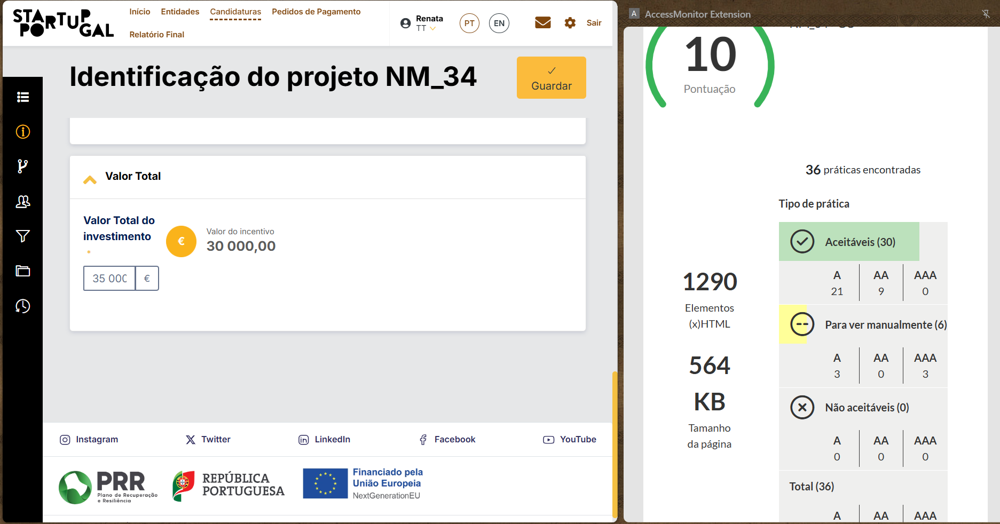 STARTUP
PORTUGAL
Início
Entidades
Candidaturas
Pedidos de Pagamento
Relatório Final
Renata
TT
PT
EN
Sair
Identificação do projeto NM_34
Guardar
Valor Total
Valor Total do
investimento
*
€
Valor do incentivo
30 000,00
35 000
€
Instagram
Twitter
LinkedIn
Facebook
YouTube
PRR
Plano de Recuperação
e Resiliência
REPÚBLICA
PORTUGUESA
Financiado pela
União Europeia
NextGenerationEU
A AccessMonitor Extension
10
Pontuação
36 práticas encontradas
Tipo de prática
Aceitáveis (30)
A AA AAA
21 9 0
1290
Elementos
(x)HTML
Para ver manualmente (6)
A AA AAA
3 0 3
564
KB
Tamanho
da página
Não aceitáveis (0)
A AA AAA
0 0 0
Total (36)
A AA AAA